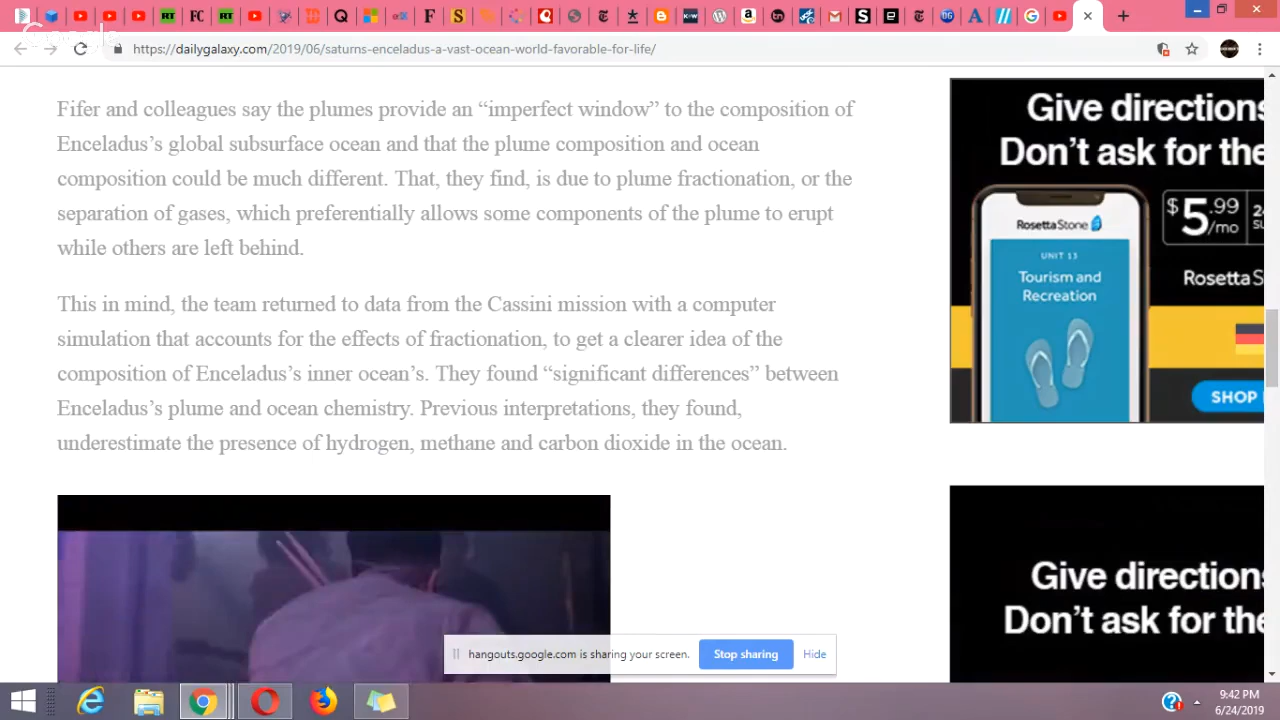 https://dailygalaxy.com/2019/06/saturns-enceladus-a-vast-ocean-world-favorable-for-life/
Fifer and colleagues say the plumes provide an “imperfect window” to the composition of
Enceladus’s global subsurface ocean and that the plume composition and ocean
composition could be much different. That, they find, is due to plume fractionation, or the
separation of gases, which preferentially allows some components of the plume to erupt
while others are left behind.
This in mind, the team returned to data from the Cassini mission with a computer
simulation that accounts for the effects of fractionation, to get a clearer idea of the
composition of Enceladus’s inner ocean’s. They found “significant differences” between
Enceladus’s plume and ocean chemistry. Previous interpretations, they found,
underestimate the presence of hydrogen, methane and carbon dioxide in the ocean.
Give directions
Don’t ask for the
RosettaStone
$5.99
/mo
UNIT 13
Tourism and
Recreation
Rosetta S
SHOP
Give directions
Don’t ask for the
hangouts.google.com is sharing your screen.
Stop sharing
Hide
9:42 PM
6/24/2019